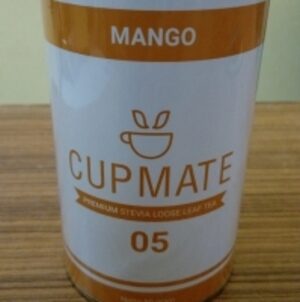 MANGO
CUPMATE
PREMIUM STEVIA LOOSE LEAF TEA
05